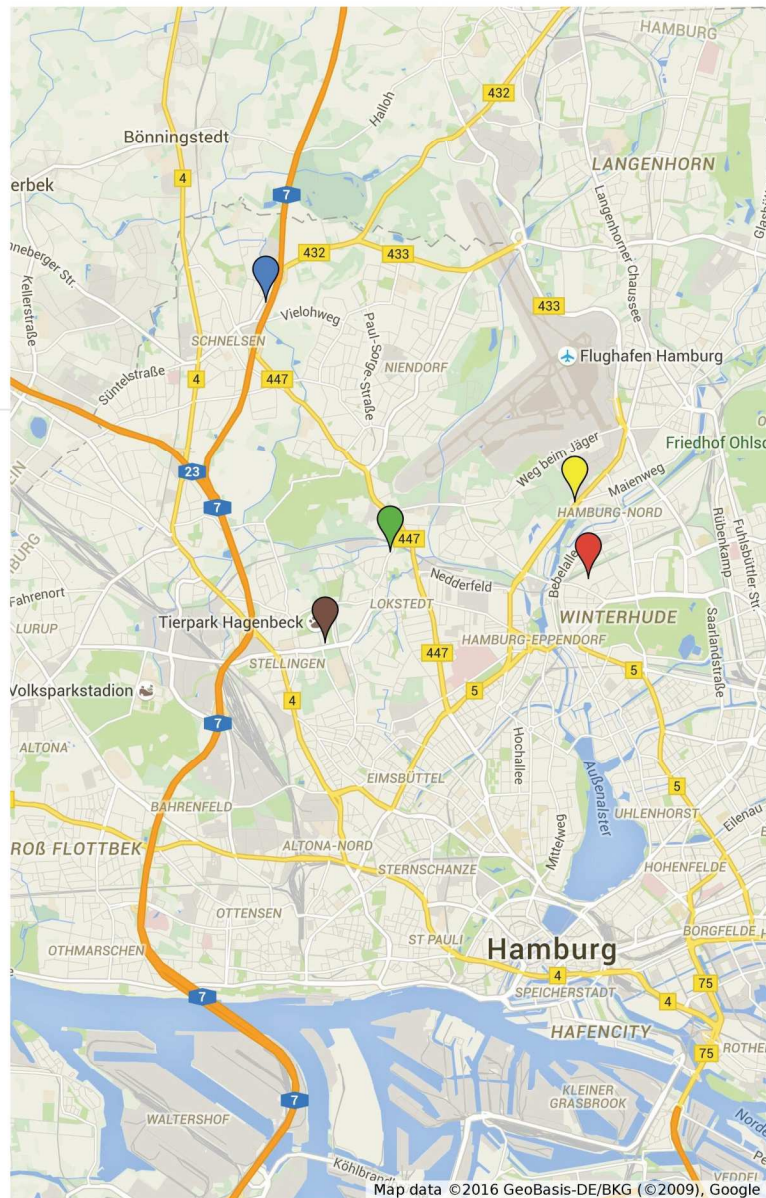 HAMBURG
432
Halloh
Bönningstedt
LANGENHORN
4
erbek
7
Langenhorner Chaussee
432
433
nneberger Str.
Kellerstraße
433
Vielohweg
SCHNELSEN
Paul-Sorge-Straße
Flughafen Hamburg
NIENDORF
Süntelstraße
4
447
Weg beim Jäger
Friedhof Ohlsd
23
7
Maienweg
HAMBURG-NORD
Rübenkamp
Fuhlsbüttler Str.
BURG
447
Bebelalle
Nedderfeld
Fahrenort
LOKSTEDT
Tierpark Hagenbeck
WINTERHUDE
Saarlandstraße
LURUP
HAMBURG-EPPENDORF
STELLINGEN
447
5
Volksparkstadion
4
5
7
ALTONA
Hochallee
Außenalster
EIMSBÜTTEL
5
BAHRENFELD
UHLENHORST
Eilenau
Mittelweg
ROß FLOTTBEK
ALTONA-NORD
STERNSCHANZE
HOHENFELDE
OTTENSEN
BORGFELDE
ST PAULI
Hamburg
OTHMARSCHEN
4
75
7
SPEICHERSTADT
4
HAFENCITY
ROTHE
75
KLEINER
GRASBROOK
7
WALTERSHOF
Norde
Köhlbrand
VEDDEL
Map data ©2016 GeoBasis-DE/BKG (©2009), Google